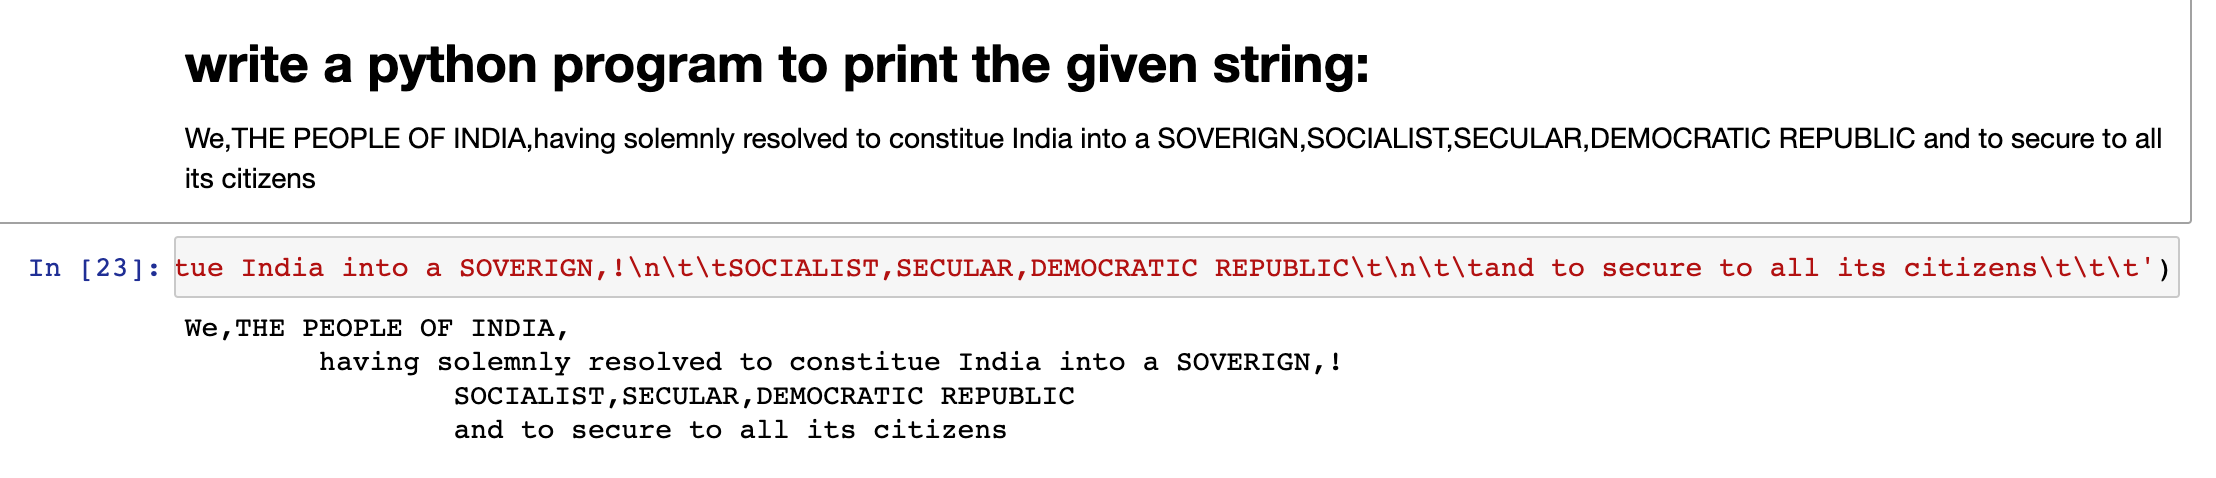 write a python program to print the given string:
We,THE PEOPLE OF INDIA,having solemnly resolved to constitue India into a SOVERIGN,SOCIALIST,SECULAR,DEMOCRATIC REPUBLIC and to secure to all
its citizens
In [23]: tue India into a SOVERIGN,!\n\t\tSOCIALIST,SECULAR,DEMOCRATIC REPUBLIC\t\n\t\tand to secure to all its citizens\t\t\t')
We,THE PEOPLE OF INDIA,
having solemnly resolved to constitue India into a SOVERIGN,!
SOCIALIST,SECULAR,DEMOCRATIC REPUBLIC
and to secure to all its citizens